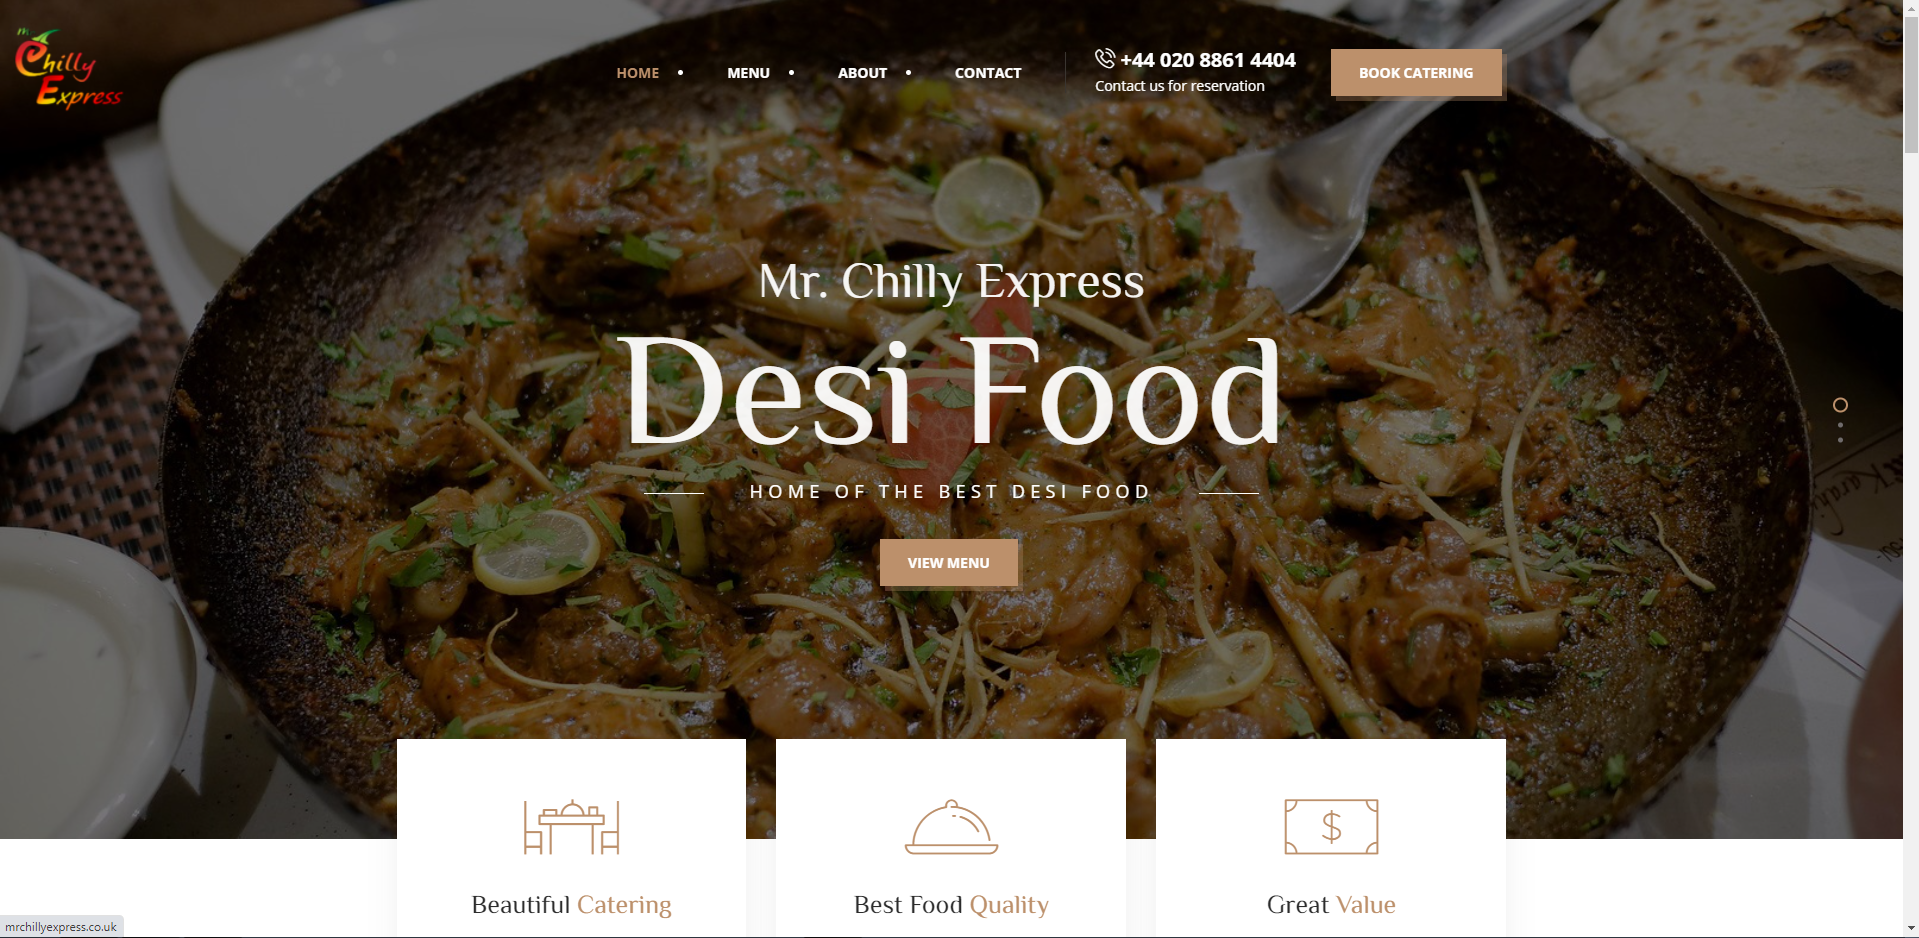 mr
Chilly
Express
HOME
MENU
ABOUT
CONTACT
+44 020 8861 4404
Contact us for reservation
BOOK CATERING
Mr. Chilly Express
Desi Food
HOME OF THE BEST DESI FOOD
VIEW MENU
$
Beautiful Catering
Best Food Quality
Great Value
mrchillyexpress.co.uk